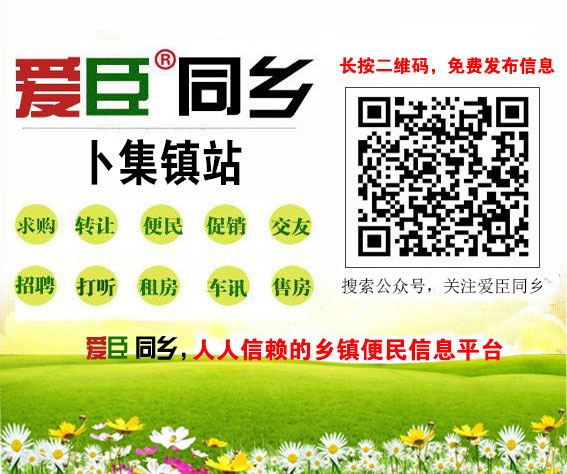 爱臣®同乡
卜集镇站
求购 转让 便民 促销 交友
招聘 打听 租房 车讯 售房
长按二维码，免费发布信息
搜索公众号，关注爱臣同乡
爱臣同乡，人人信赖的乡镇便民信息平台